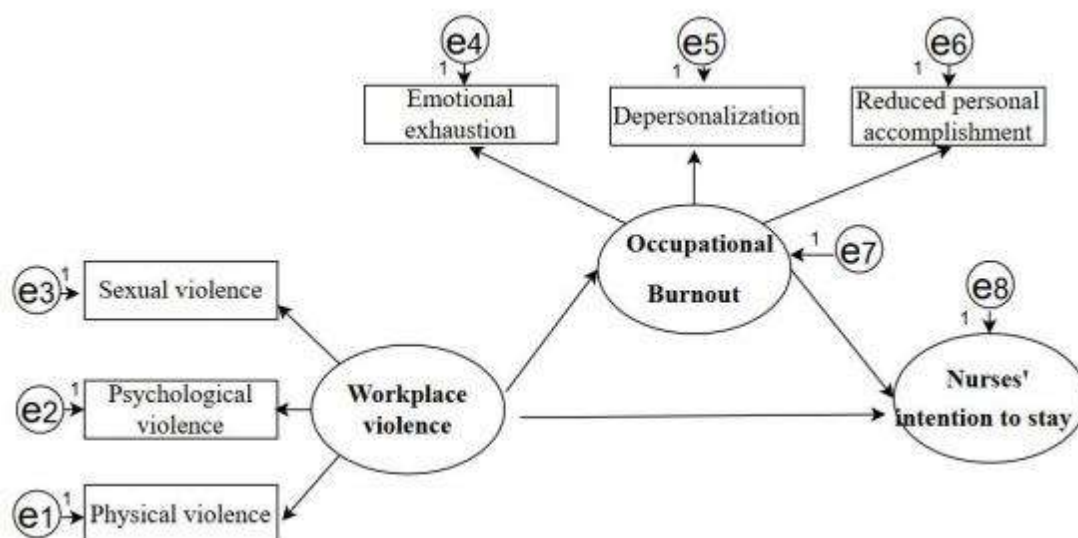 e4
1
e5
1
e6
1
Emotional
exhaustion
Depersonalization
Reduced personal
accomplishment
Occupational
Burnout
1
e7
e3
1
Sexual violence
e8
1
e2
1
Psychological
violence
Workplace
violence
Nurses'
intention to stay
e1
1
Physical violence